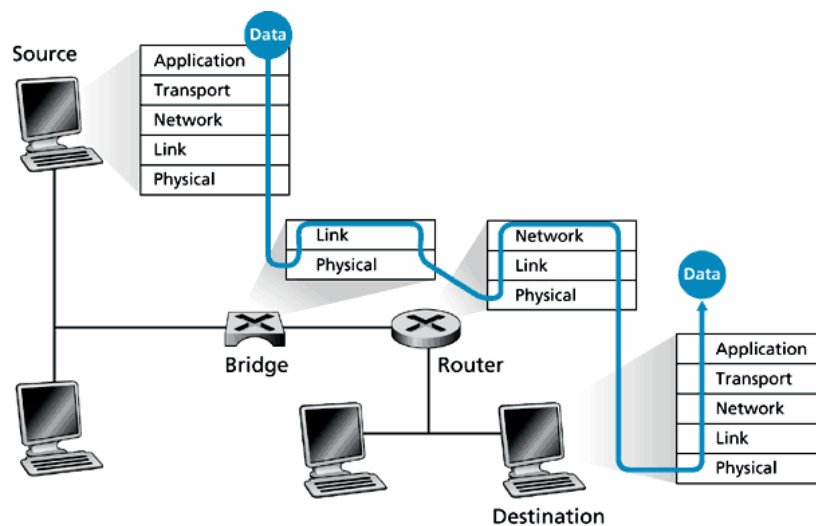 Data
Source
Application
Transport
Network
Link
Physical
Link
Physical
Network
Link
Physical
Data
Bridge
Router
Application
Transport
Network
Link
Physical
Destination